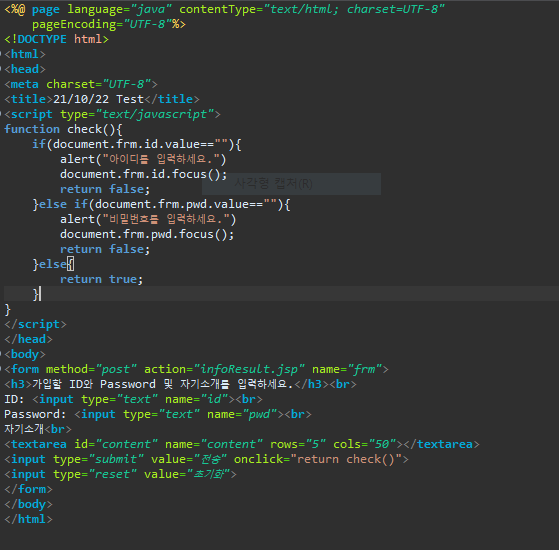 <%@ page language="java" contentType="text/html; charset=UTF-8"
    pageEncoding="UTF-8"%>
<!DOCTYPE html>
<html>
<head>
<meta charset="UTF-8">
<title>21/10/22 Test</title>
<script type="text/javascript">
function check(){
    if(document.frm.id.value==""){
        alert("아이디를 입력하세요.")
        document.frm.id.focus();
사각형 캡처(R)
        return false;
    }else if(document.frm.pwd.value==""){
        alert("비밀번호를 입력하세요.")
        document.frm.pwd.focus();
        return false;
    }else{
        return true;
    }
}
</script>
</head>
<body>
<form method="post" action="infoResult.jsp" name="frm">
<h3>가입할 ID와 Password 및 자기소개를 입력하세요.</h3><br>
ID: <input type="text" name="id"><br>
Password: <input type="text" name="pwd"><br>
자기소개<br>
<textarea id="content" name="content" rows="5" cols="50"></textarea>
<input type="submit" value="전송" onclick="return check()">
<input type="reset" value="초기화">
</form>
</body>
</html>